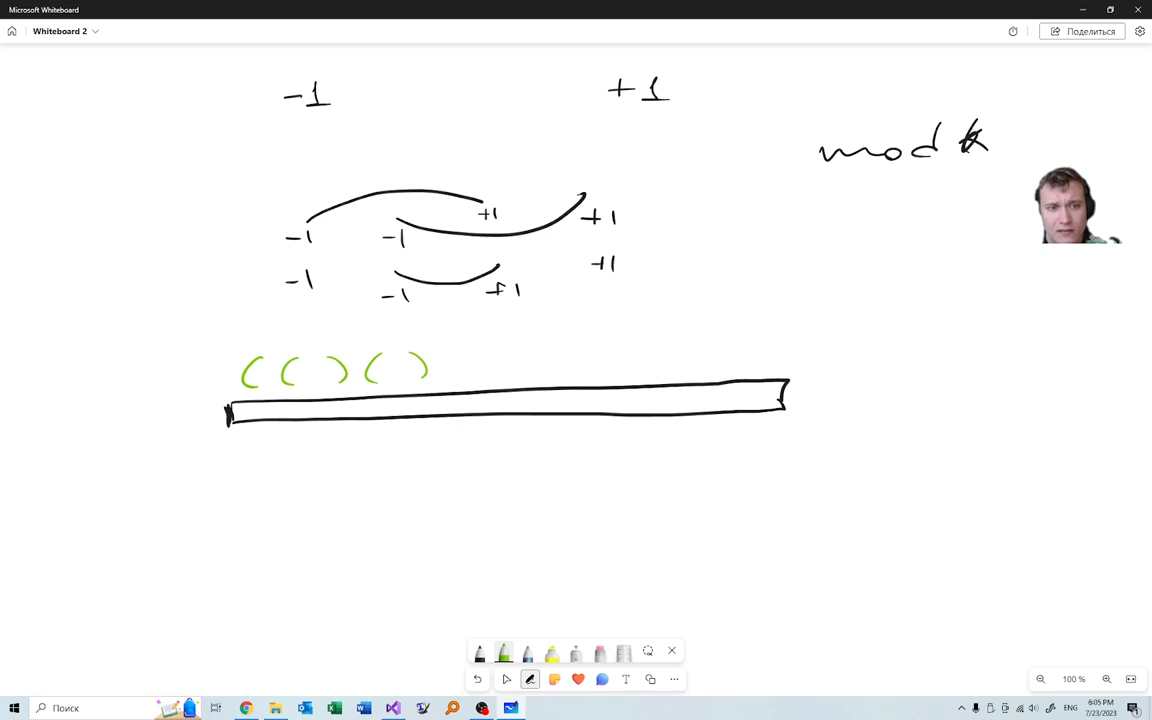 Microsoft Whiteboard
Whiteboard 2
Поделиться
-1 +1
mod k
-1 -1 +1 +1
-1 -1 +1 +1
( ( ) ( )
100 %
Поиск
ENG
6:05 PM
7/23/2023